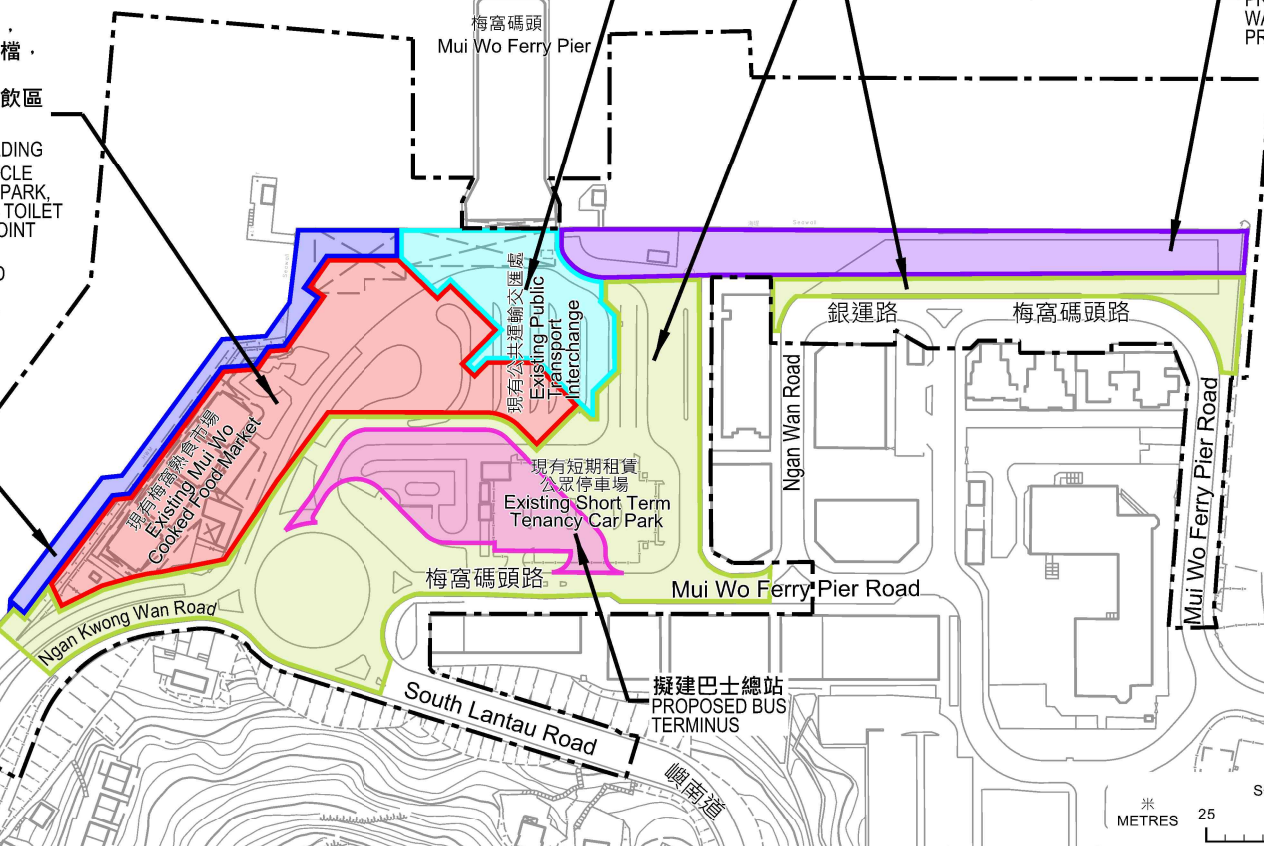 檔，
飲區
DING
CLE
PARK,
TOILET
OINT
梅窩碼頭
Mui Wo Ferry Pier
WA
PR
現有公共運輸交匯處
Existing Public
Transport
Interchange
銀運路
梅窩碼頭路
Ngan Wan Road
Mui Wo Ferry Pier Road
現有梅窩熟食市場
Existing Mui Wo
Cooked Food Market
現有短期租賃
公眾停車場
Existing Short Term
Tenancy Car Park
梅窩碼頭路
Mui Wo Ferry Pier Road
Ngan Kwong Wan Road
South Lantau Road
嶼南道
擬建巴士總站
PROPOSED BUS
TERMINUS
米
METRES
25
S